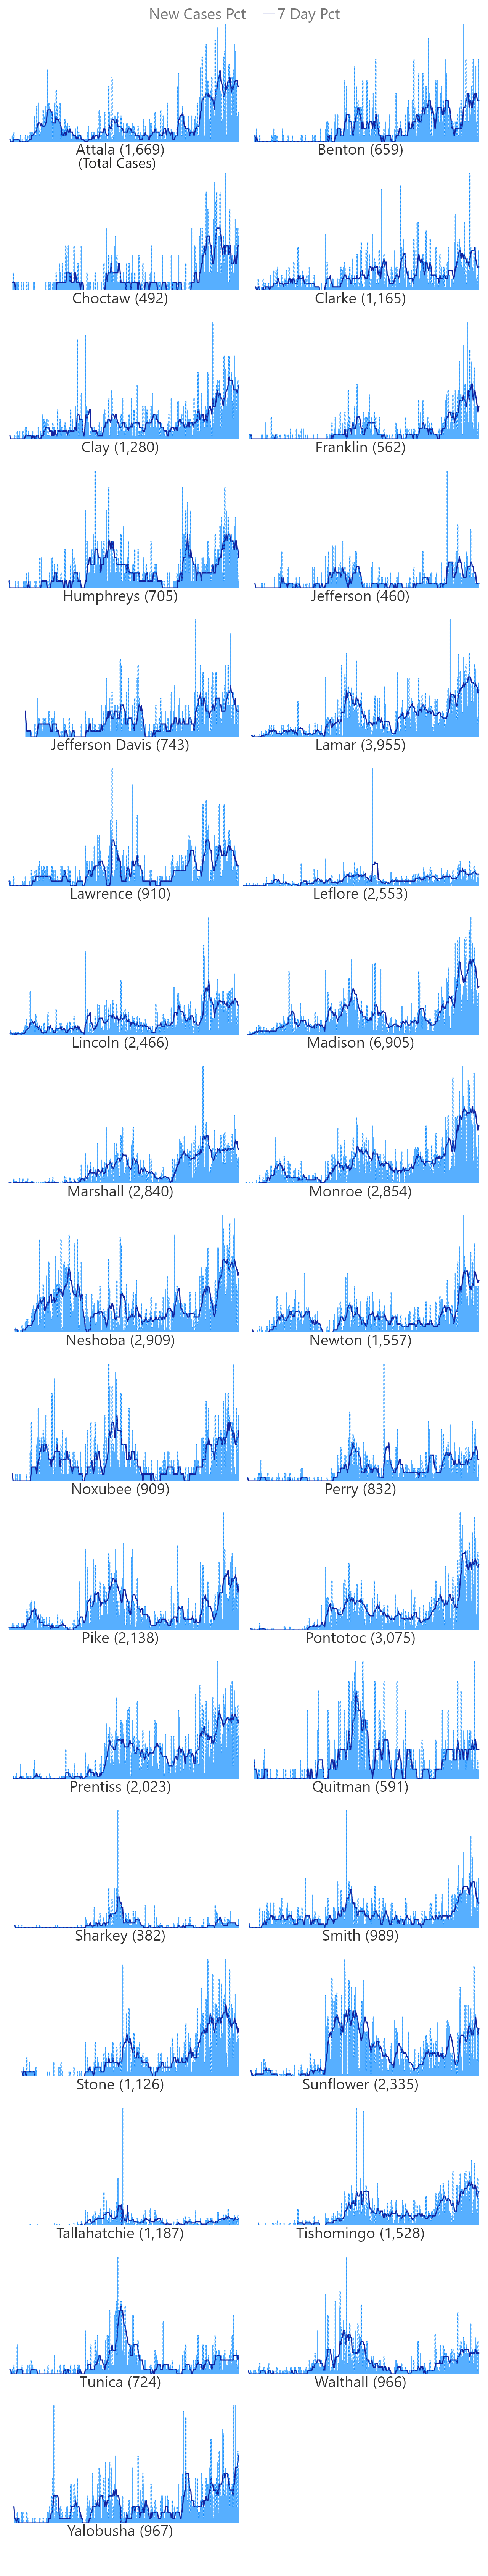 New Cases Pct 7 Day Pct
Attala (1,669) Benton (659)
(Total Cases)
Choctaw (492) Clarke (1,165)
Clay (1,280) Franklin (562)
Humphreys (705) Jefferson (460)
Jefferson Davis (743) Lamar (3,955)
Lawrence (910) Leflore (2,553)
Lincoln (2,466) Madison (6,905)
Marshall (2,840) Monroe (2,854)
Neshoba (2,909) Newton (1,557)
Noxubee (909) Perry (832)
Pike (2,138) Pontotoc (3,075)
Prentiss (2,023) Quitman (591)
Sharkey (382) Smith (989)
Stone (1,126) Sunflower (2,335)
Tallahatchie (1,187) Tishomingo (1,528)
Tunica (724) Walthall (966)
Yalobusha (967)